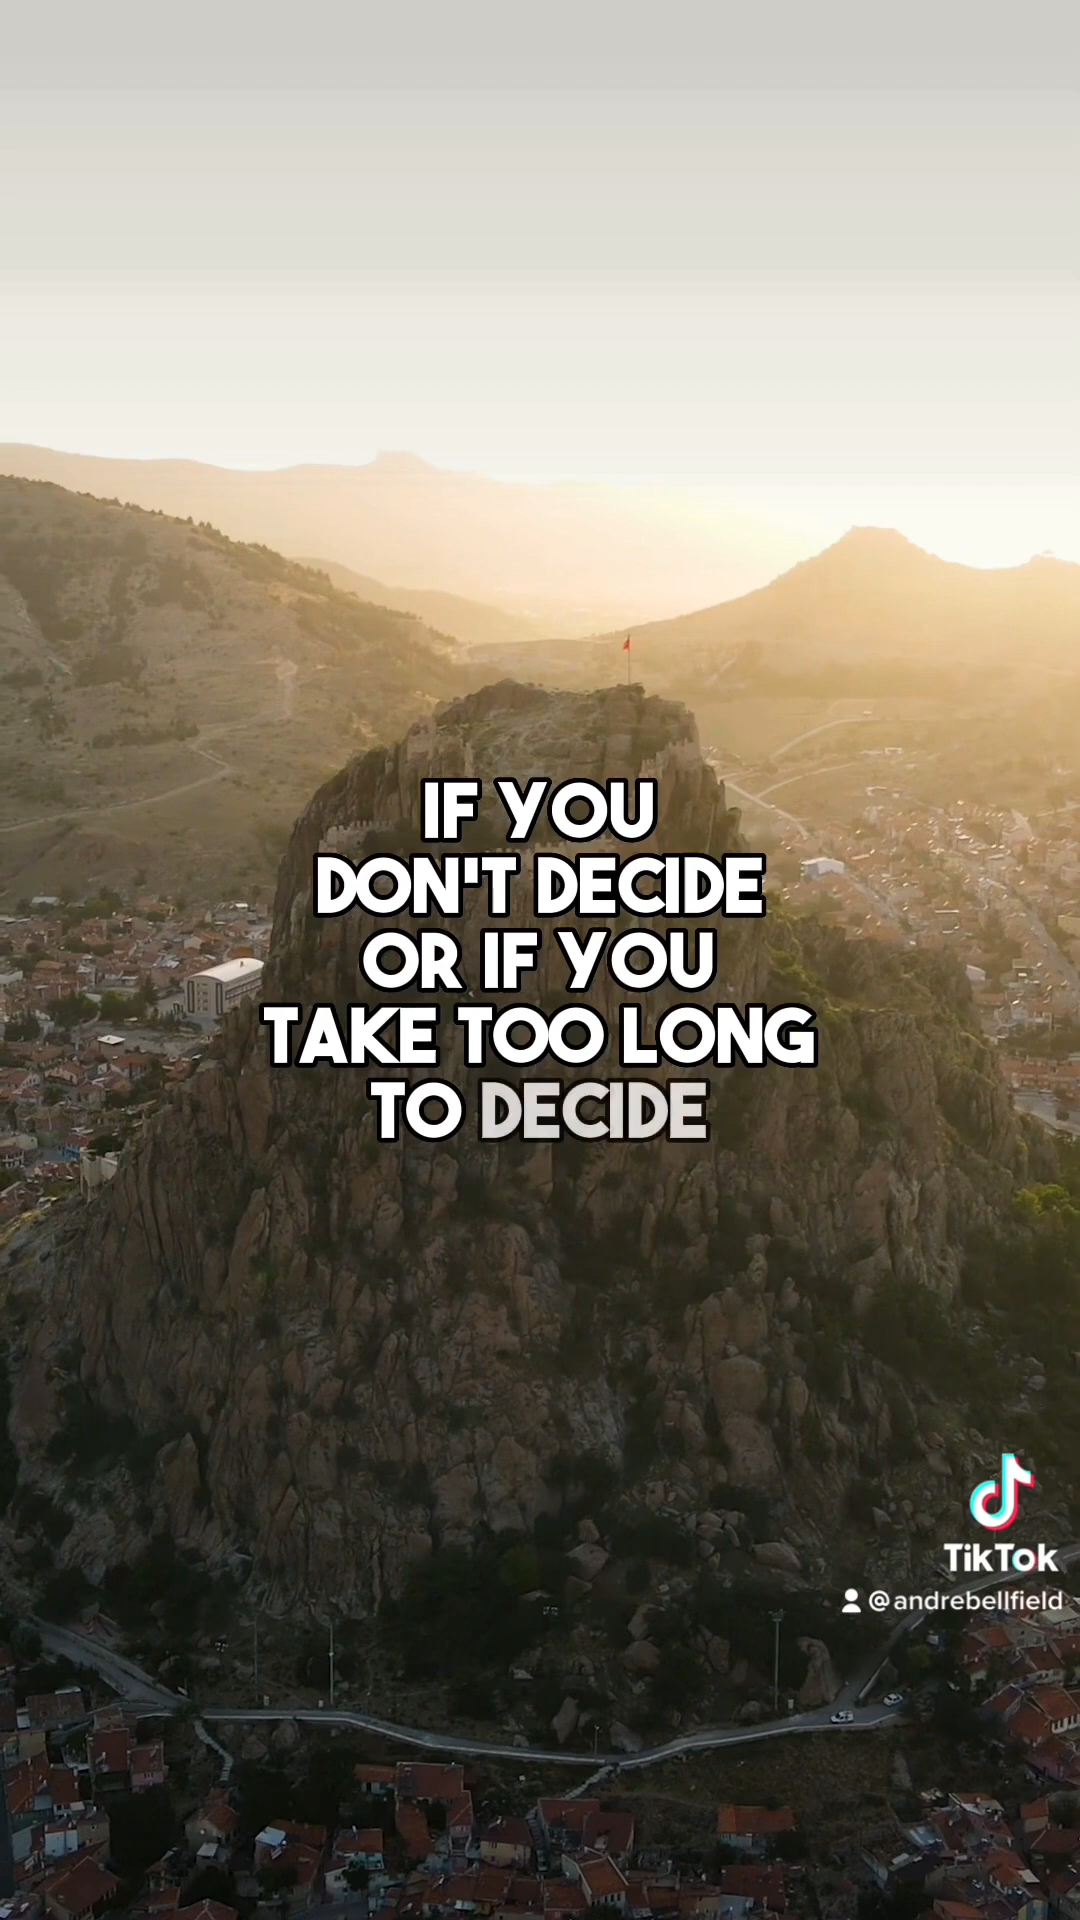 IF YOU
DON'T DECIDE
OR IF YOU
TAKE TOO LONG
TO DECIDE
TikTok
@andrebellfield